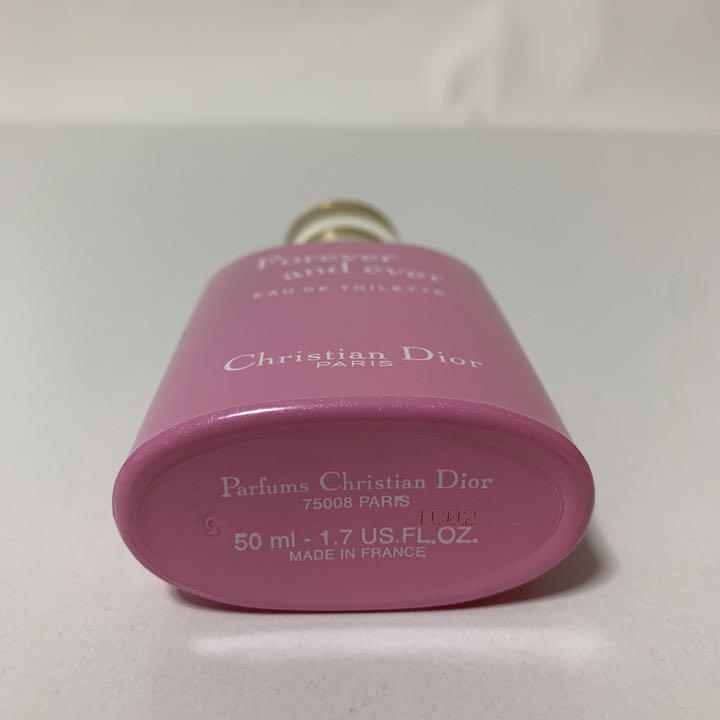 Forever
and ever
EAU DE TOILETTE
Christian Dior
PARIS
Parfums Christian Dior
75008 PARIS
50 ml - 1.7 US.FL.OZ.
MADE IN FRANCE